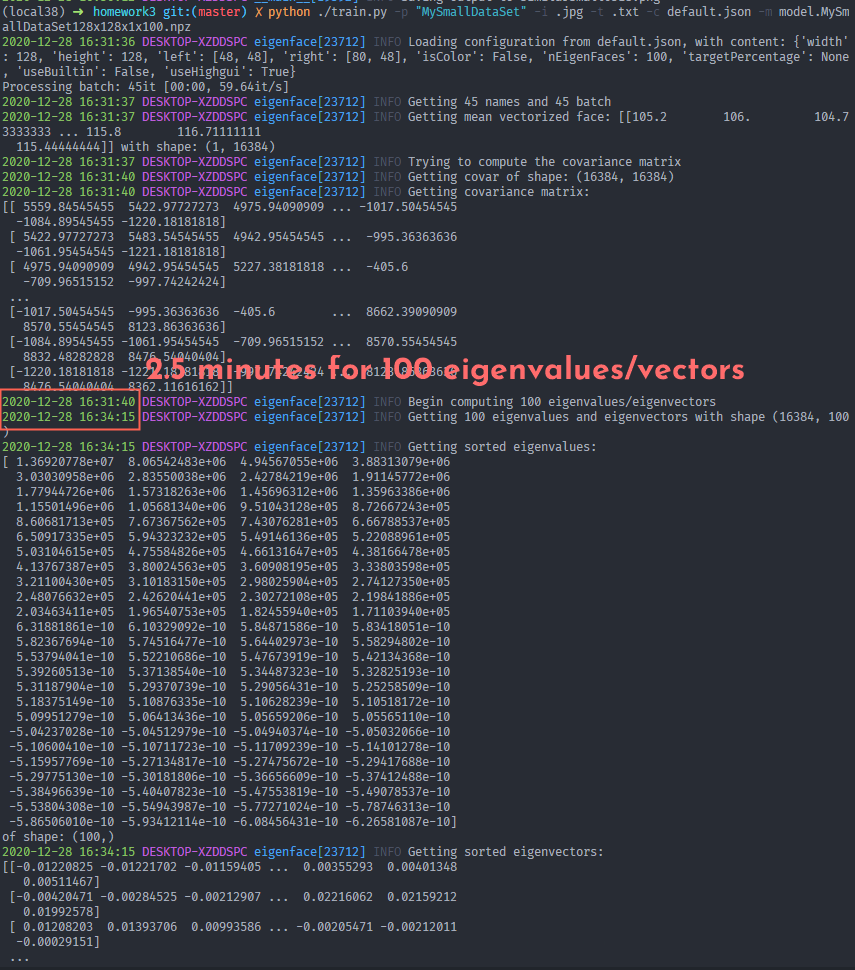 (local38) ➜ homework3 git:(master) ✗ python ./train.py -p "MySmallDataSet" -i .jpg -t .txt -c default.json -m model.MySm
allDataSet128x128x1x100.npz
2020-12-28 16:31:36 DESKTOP-XZDDSPC eigenface[23712] INFO Loading configuration from default.json, with content: {'width'
: 128, 'height': 128, 'left': [48, 48], 'right': [80, 48], 'isColor': False, 'nEigenFaces': 100, 'targetPercentage': None
, 'useBuiltin': False, 'useHighgui': True}
Processing batch: 45it [00:00, 59.64it/s]
2020-12-28 16:31:37 DESKTOP-XZDDSPC eigenface[23712] INFO Getting 45 names and 45 batch
2020-12-28 16:31:37 DESKTOP-XZDDSPC eigenface[23712] INFO Getting mean vectorized face: [[105.2 106. 104.7
3333333 ... 115.8 116.71111111
115.44444444]] with shape: (1, 16384)
2020-12-28 16:31:37 DESKTOP-XZDDSPC eigenface[23712] INFO Trying to compute the covariance matrix
2020-12-28 16:31:40 DESKTOP-XZDDSPC eigenface[23712] INFO Getting covar of shape: (16384, 16384)
2020-12-28 16:31:40 DESKTOP-XZDDSPC eigenface[23712] INFO Getting covariance matrix:
[[ 5559.84545455 5422.97727273 4975.94090909 ... -1017.50454545
-1084.89545455 -1220.18181818]
[ 5422.97727273 5483.54545455 4942.95454545 ... -995.36363636
-1061.95454545 -1221.18181818]
[ 4975.94090909 4942.95454545 5227.38181818 ... -405.6
-709.96515152 -997.74242424]
...
[-1017.50454545 -995.36363636 -405.6 ... 8662.39090909
8570.55454545 8123.86363636]
[-1084.89545455 -1061.95454545 -709.96515152 ... 8570.55454545
8832.48282828 8476.54040404]
2.5 minutes for 100 eigenvalues/eigenvectors
[-1220.18181818
8476.54040404 8362.11616162]]
2020-12-28 16:31:40 DESKTOP-XZDDSPC eigenface[23712] INFO Begin computing 100 eigenvalues/eigenvectors
2020-12-28 16:34:15 DESKTOP-XZDDSPC eigenface[23712] INFO Getting 100 eigenvalues and eigenvectors with shape (16384, 100
)
2020-12-28 16:34:15 DESKTOP-XZDDSPC eigenface[23712] INFO Getting sorted eigenvalues:
[ 1.36920778e+07 8.06542483e+06 4.94567055e+06 3.88313079e+06
3.03030958e+06 2.83550038e+06 2.42784219e+06 1.91145772e+06
1.77944726e+06 1.57318263e+06 1.45696312e+06 1.35963386e+06
1.15501496e+06 1.05681340e+06 9.51043128e+05 8.72667243e+05
8.60681713e+05 7.67367562e+05 7.43076281e+05 6.66788537e+05
6.50917335e+05 5.94323232e+05 5.49146136e+05 5.22088961e+05
5.03104615e+05 4.75584826e+05 4.66131647e+05 4.38166478e+05
4.13767387e+05 3.80024563e+05 3.60908195e+05 3.33803598e+05
3.21100430e+05 3.10183150e+05 2.98025904e+05 2.74127350e+05
2.48076632e+05 2.42620441e+05 2.30272108e+05 2.19841886e+05
2.03463411e+05 1.96540753e+05 1.82455940e+05 1.71103940e+05
6.31881861e-10 6.10329092e-10 5.84871586e-10 5.83418051e-10
5.82367694e-10 5.74516477e-10 5.64402973e-10 5.58294802e-10
5.53794041e-10 5.52210686e-10 5.47673919e-10 5.42134368e-10
5.39260513e-10 5.37138540e-10 5.34487323e-10 5.32825193e-10
5.31187904e-10 5.29370739e-10 5.29056431e-10 5.25258509e-10
5.18375149e-10 5.10876335e-10 5.10628239e-10 5.10518172e-10
5.09951279e-10 5.06413436e-10 5.05659206e-10 5.05565110e-10
-5.04237028e-10 -5.04512979e-10 -5.04940374e-10 -5.05032066e-10
-5.10600410e-10 -5.10711723e-10 -5.11709239e-10 -5.14101278e-10
-5.15957769e-10 -5.27134817e-10 -5.27475672e-10 -5.29417688e-10
-5.29775130e-10 -5.30181806e-10 -5.36656609e-10 -5.37412488e-10
-5.38496639e-10 -5.40407823e-10 -5.47553819e-10 -5.49078537e-10
-5.53804308e-10 -5.54943987e-10 -5.77271024e-10 -5.78746313e-10
-5.86506010e-10 -5.93412114e-10 -6.08456431e-10 -6.26581087e-10]
of shape: (100,)
2020-12-28 16:34:15 DESKTOP-XZDDSPC eigenface[23712] INFO Getting sorted eigenvectors:
[[-0.01220825 -0.01221702 -0.01159405 ... 0.00355293 0.00401348
0.00511467]
[-0.00420471 -0.00284525 -0.00212907 ... 0.02216062 0.02159212
0.01992578]
[ 0.01208203 0.01393706 0.00993586 ... -0.00205471 -0.00212011
-0.00029151]
...